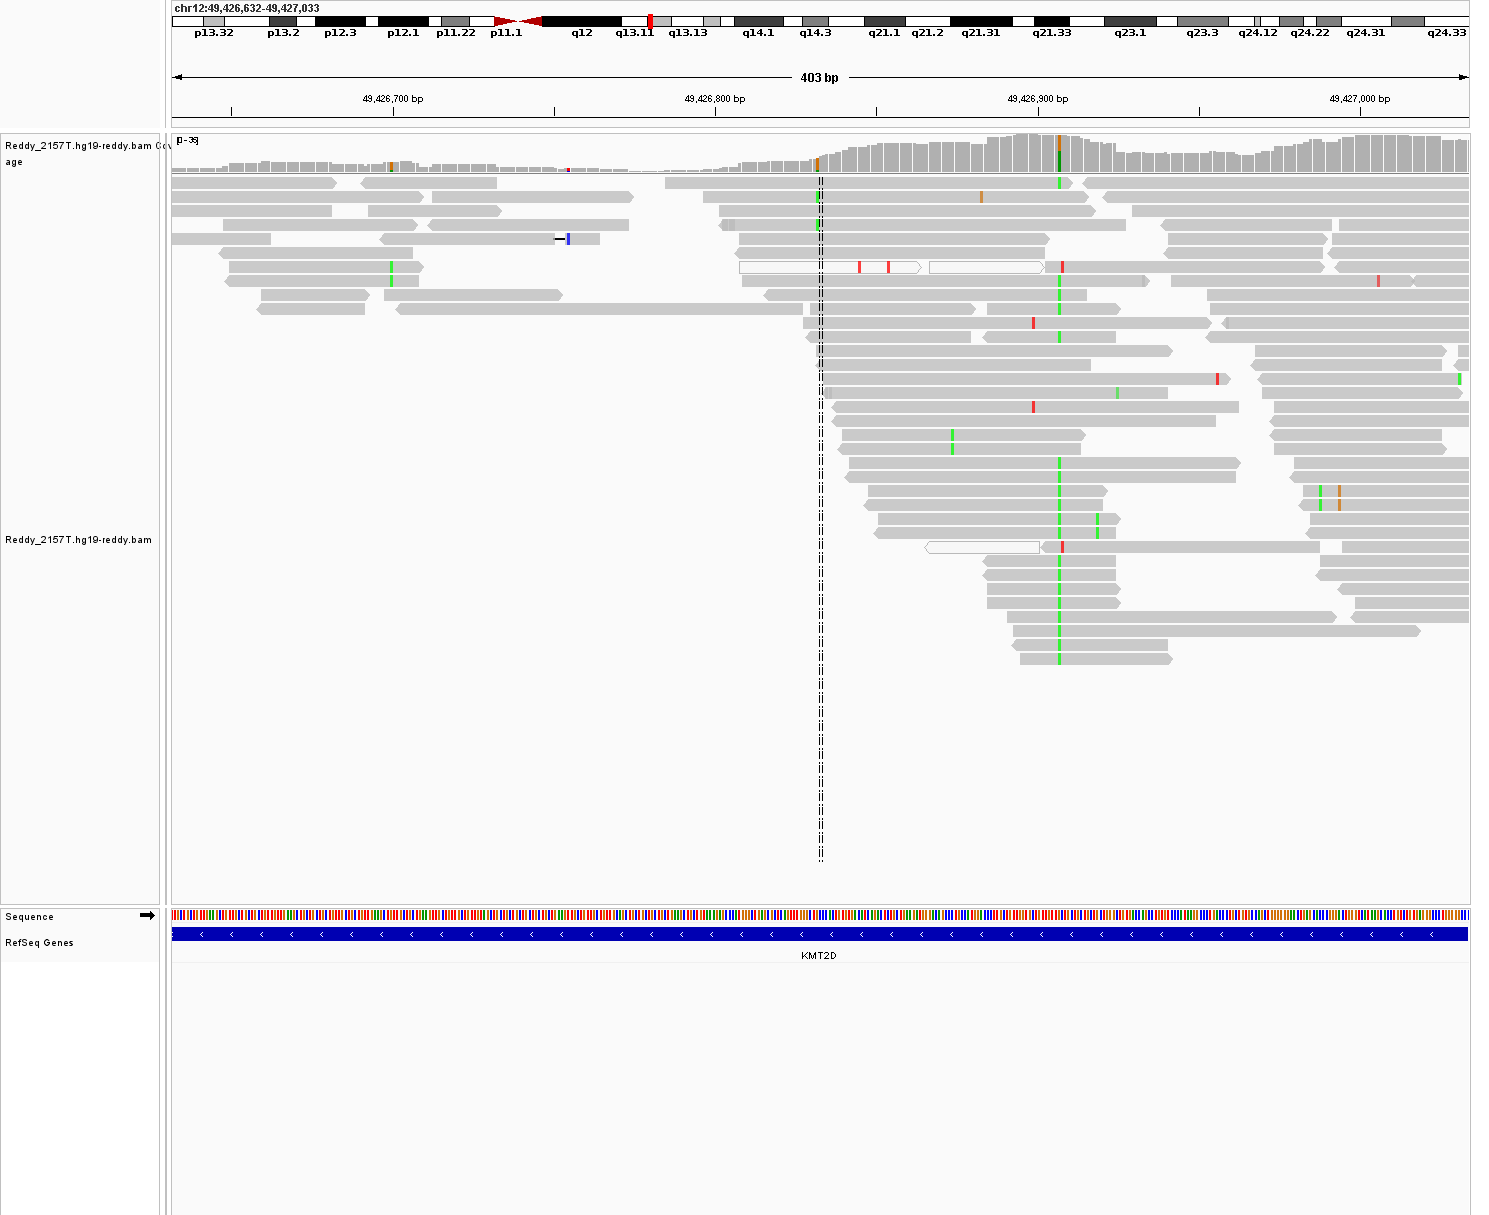 chr12:49,426,632-49,427,033
p13.32 p13.2 p12.3 p12.1 p11.22 p11.1 q12 q13.11 q13.13 q14.1 q14.3 q21.1 q21.2 q21.31 q21.33 q23.1 q23.3 q24.12 q24.22 q24.31 q24.33
403 bp
49,426,700 bp 49,426,800 bp 49,426,900 bp 49,427,000 bp
Reddy_2157T.hg19-reddy.bam
age
Reddy_2157T.hg19-reddy.bam
Sequence
RefSeq Genes
KMT2D